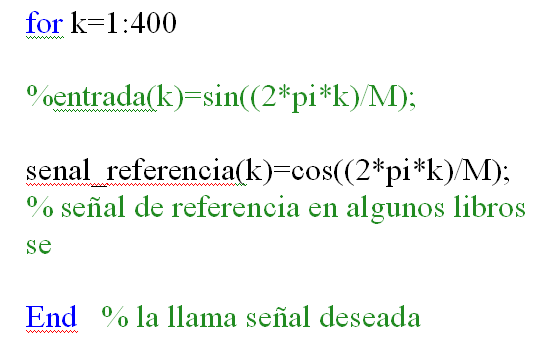 for k=1:400
%entrada(k)=sin((2*pi*k)/M);
senal_referencia(k)=cos((2*pi*k)/M);
% señal de referencia en algunos libros
se
End % la llama señal deseada